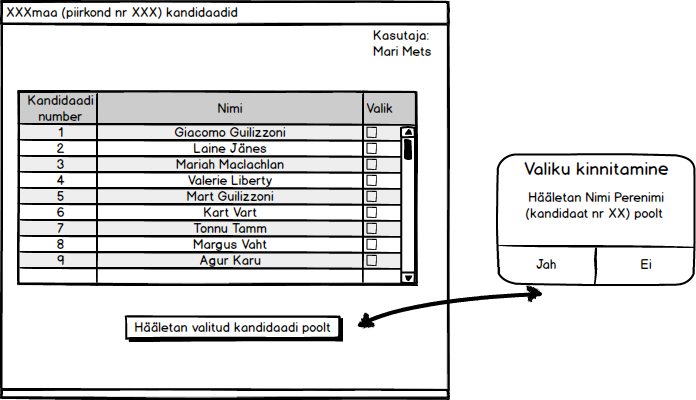 XXXmaa (piirkond nr XXX) kandidaadid
Kasutaja:
Mari Mets
Kandidaadi
number
Nimi
Valik
1 Giacomo Guilizzoni
2 Laine Jänes
3 Mariah Maclachlan
4 Valerie Liberty
5 Mart Guilizzoni
6 Kart Vart
7 Tonnu Tamm
8 Margus Vaht
9 Agur Karu
Hääletan valitud kandidaadi poolt
Valiku kinnitamine
Hääletan Nimi Perenimi
(kandidaat nr XX) poolt
Jah Ei